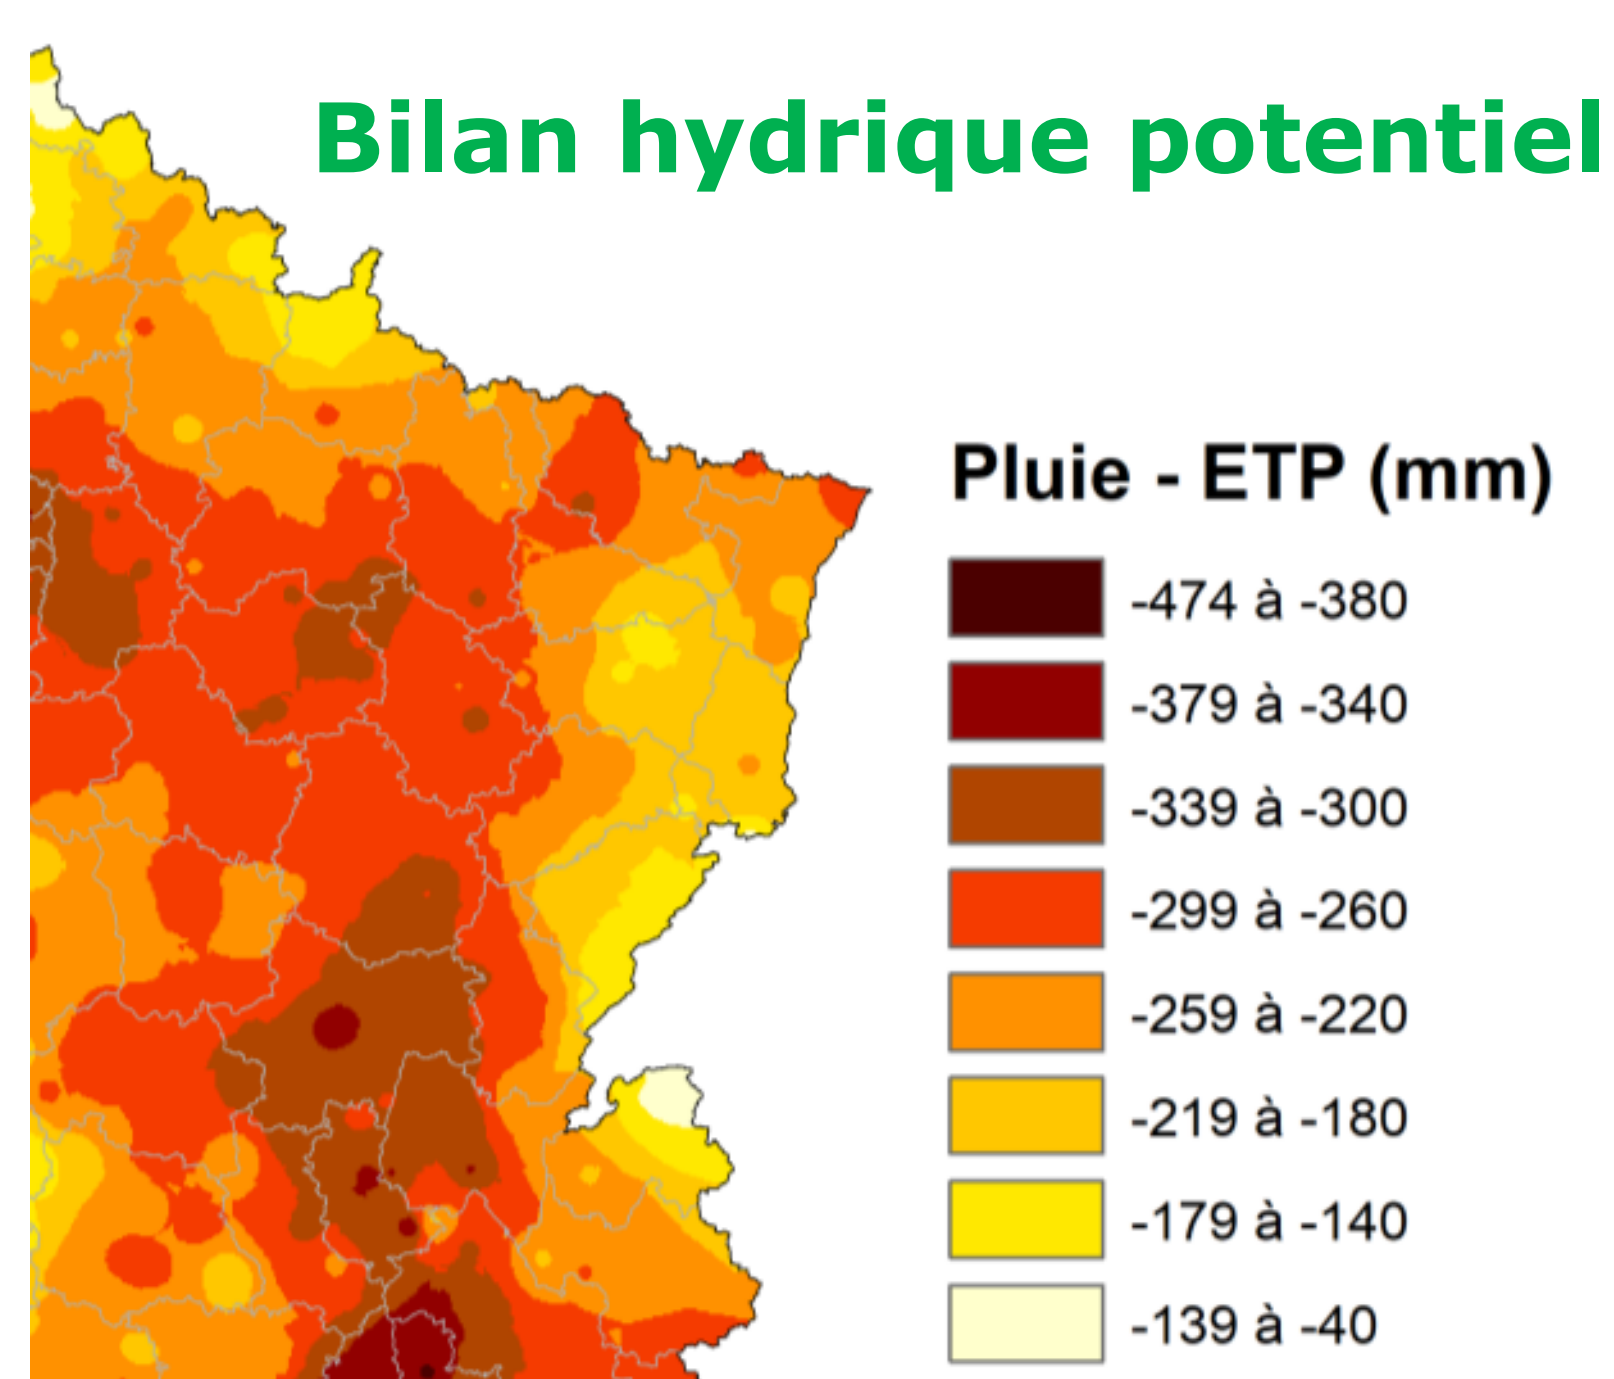 Bilan hydrique potentiel
Pluie - ETP (mm)
-474 à -380
-379 à -340
-339 à -300
-299 à -260
-259 à -220
-219 à -180
-179 à -140
-139 à -40